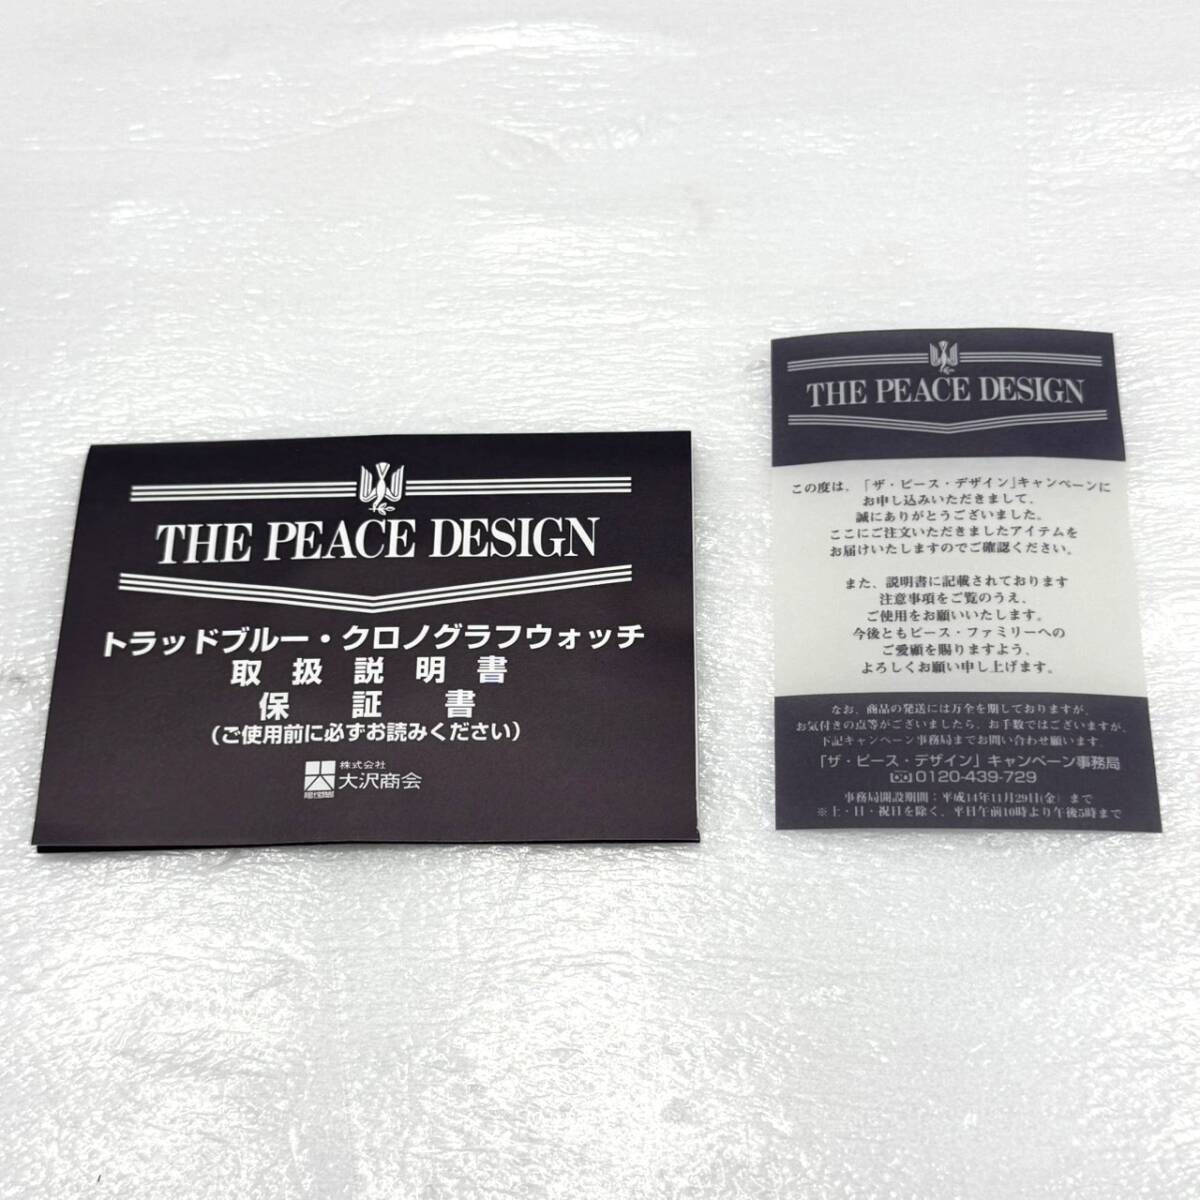 THE PEACE DESIGN
トラッドブルー・クロノグラフウォッチ
取扱説明書
保証書
(ご使用前に必ずお読みください)
株式会社
大沢商会
THE PEACE DESIGN
この度は、「ザ・ピース・デザイン」キャンペーンに
お申し込みいただきまして、
誠にありがとうございました。
ここにご注文いただきましたアイテムを
お届けいたしますのでご確認ください。
また、説明書に記載されております
注意事項をご覧のうえ、
ご使用をお願いいたします。
今後ともピース・ファミリーへの
ご愛顧を賜りますよう、
よろしくお願い申し上げます。
なお、商品の発送には万全を期しておりますが、
お気付きの点等がございましたら、お手数ではございますが、
下記キャンペーン事務局までお問い合わせ願います。
「ザ・ピース・デザイン」キャンペーン事務局
0120-439-729
事務局開設期間：平成14年11月29日(金)まで
※土・日・祝日を除く、平日午前10時より午後5時まで